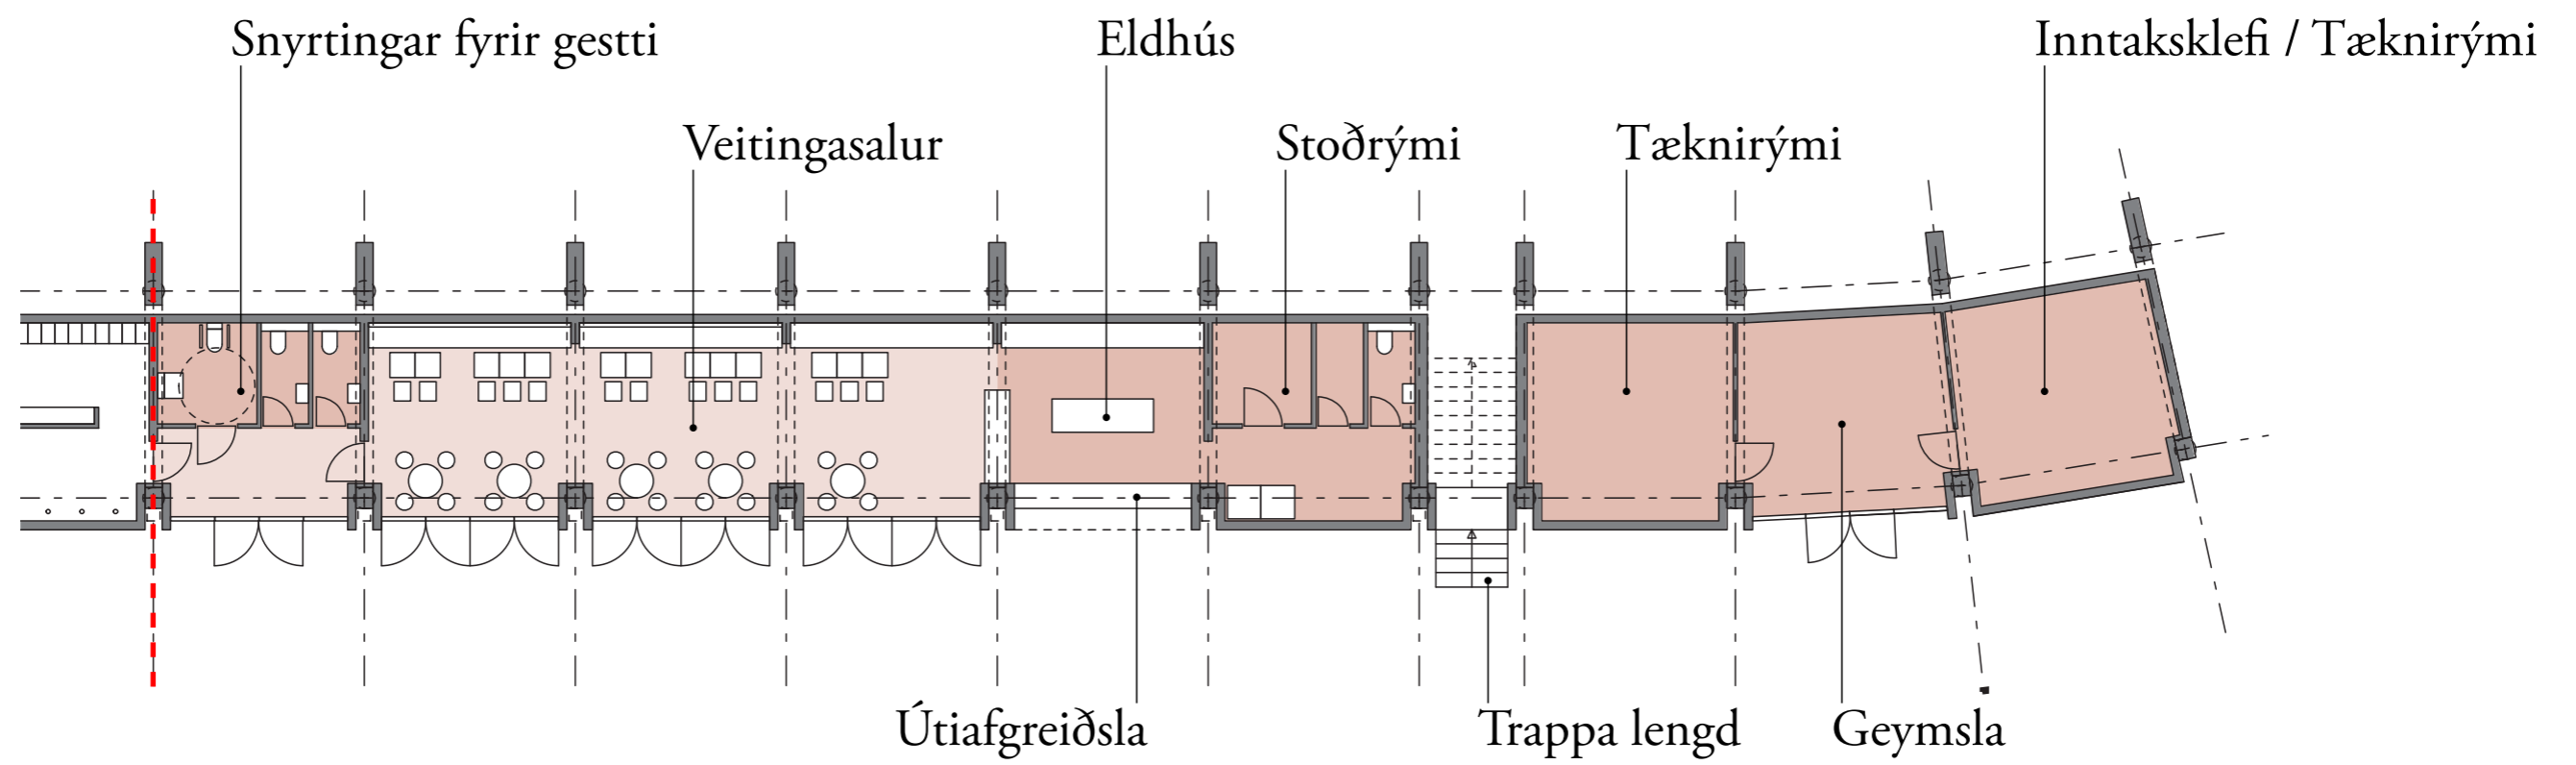 Snyrtingar fyrir gestti
Eldhús
Inntaksklefi / Tæknirými
Veitingasalur
Stoðrými
Tæknirými
Útiafgreiðsla
Trappa lengd
Geymsla